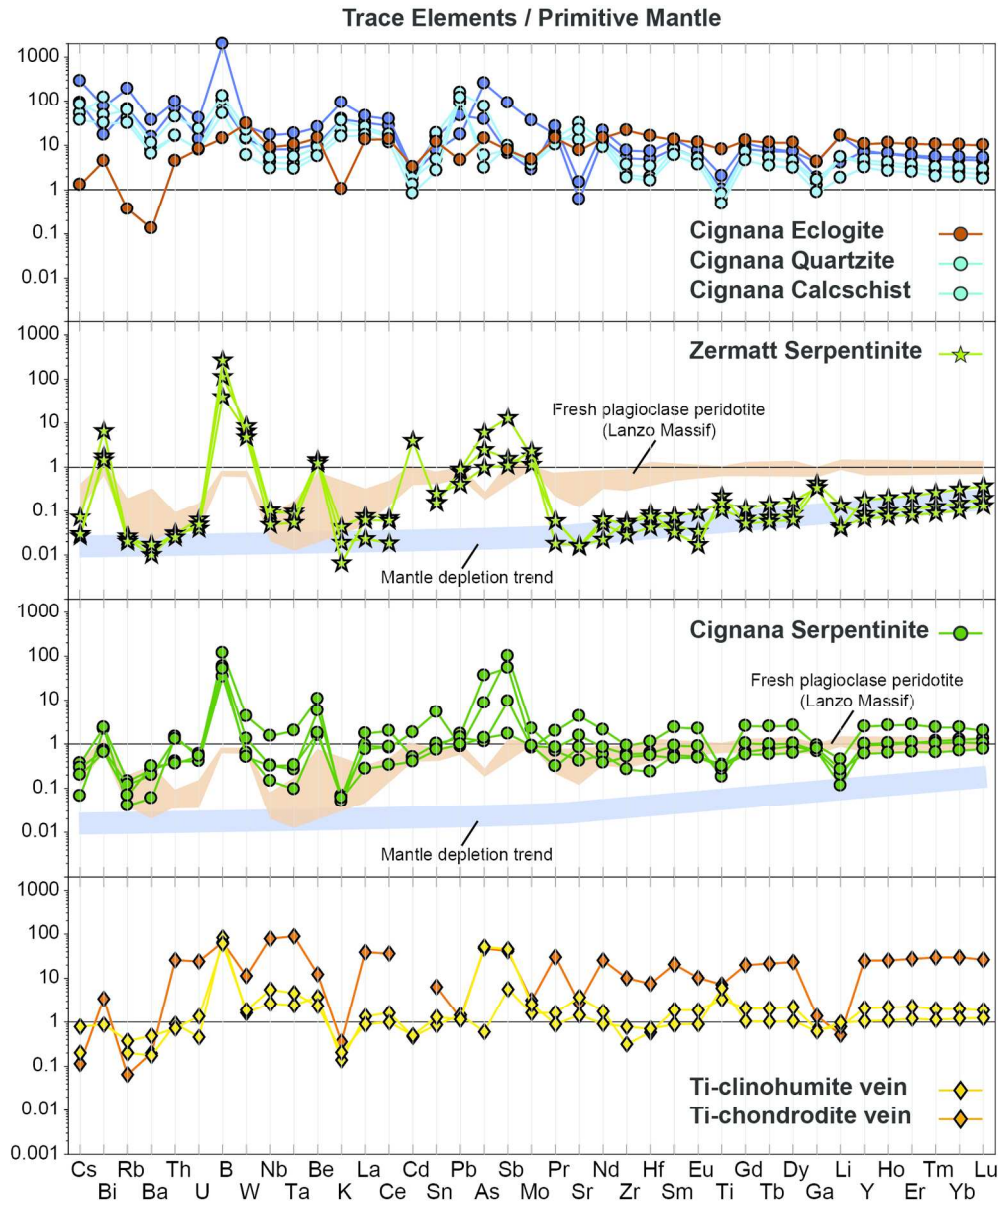 Trace Elements / Primitive Mantle
1000
100
10
1
0.1
0.01
Cignana Eclogite
Cignana Quartzite
Cignana Calcschist
1000
100
10
1
0.1
0.01
Zermatt Serpentinite
Fresh plagioclase peridotite
(Lanzo Massif)
Mantle depletion trend
1000
100
10
1
0.1
0.01
Cignana Serpentinite
Fresh plagioclase peridotite
(Lanzo Massif)
Mantle depletion trend
1000
100
10
1
0.1
0.01
0.001
Ti-clinohumite vein
Ti-chondrodite vein
Cs Rb Th B Nb Be La Cd Pb Sb Pr Nd Hf Eu Gd Dy Li Ho Tm Lu
Bi Ba U W Ta K Ce Sn As Mo Sr Zr Sm Ti Tb Ga Y Er Yb